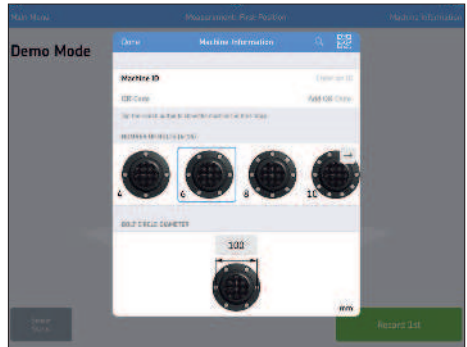 Main Menu
Measurement: First Position
Machine Information
Demo Mode
Done
Machine Information
Machine ID
Enter an ID
QR Code
Add QR Code
NUMBER OF BOLTS
4
6
8
10
→
BOLT CIRCLE DIAMETER
100
mm
Record 1st